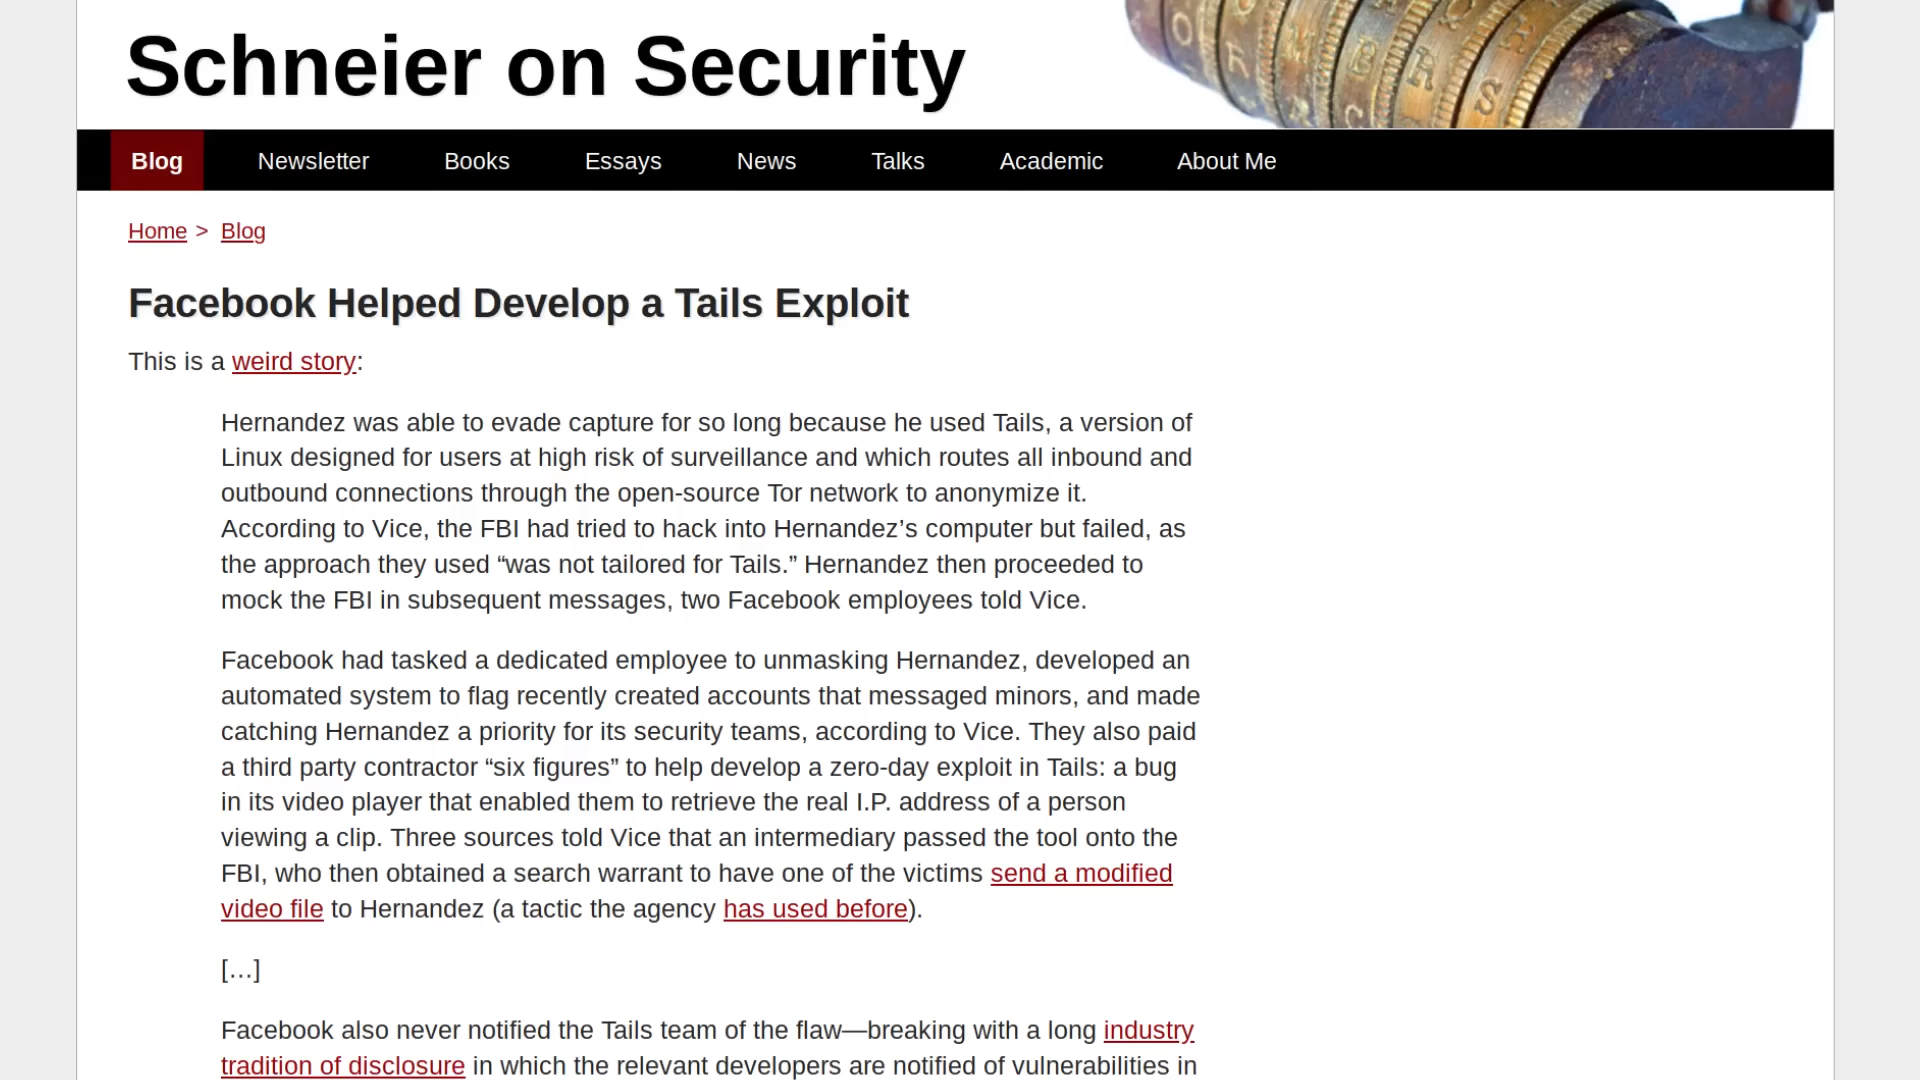 Schneier on Security
Blog Newsletter Books Essays News Talks Academic About Me
Home > Blog
Facebook Helped Develop a Tails Exploit
This is a weird story:
Hernandez was able to evade capture for so long because he used Tails, a version of
Linux designed for users at high risk of surveillance and which routes all inbound and
outbound connections through the open-source Tor network to anonymize it.
According to Vice, the FBI had tried to hack into Hernandez’s computer but failed, as
the approach they used “was not tailored for Tails.” Hernandez then proceeded to
mock the FBI in subsequent messages, two Facebook employees told Vice.
Facebook had tasked a dedicated employee to unmasking Hernandez, developed an
automated system to flag recently created accounts that messaged minors, and made
catching Hernandez a priority for its security teams, according to Vice. They also paid
a third party contractor “six figures” to help develop a zero-day exploit in Tails: a bug
in its video player that enabled them to retrieve the real I.P. address of a person
viewing a clip. Three sources told Vice that an intermediary passed the tool onto the
FBI, who then obtained a search warrant to have one of the victims send a modified
video file to Hernandez (a tactic the agency has used before).
[…]
Facebook also never notified the Tails team of the flaw—breaking with a long industry
tradition of disclosure in which the relevant developers are notified of vulnerabilities in